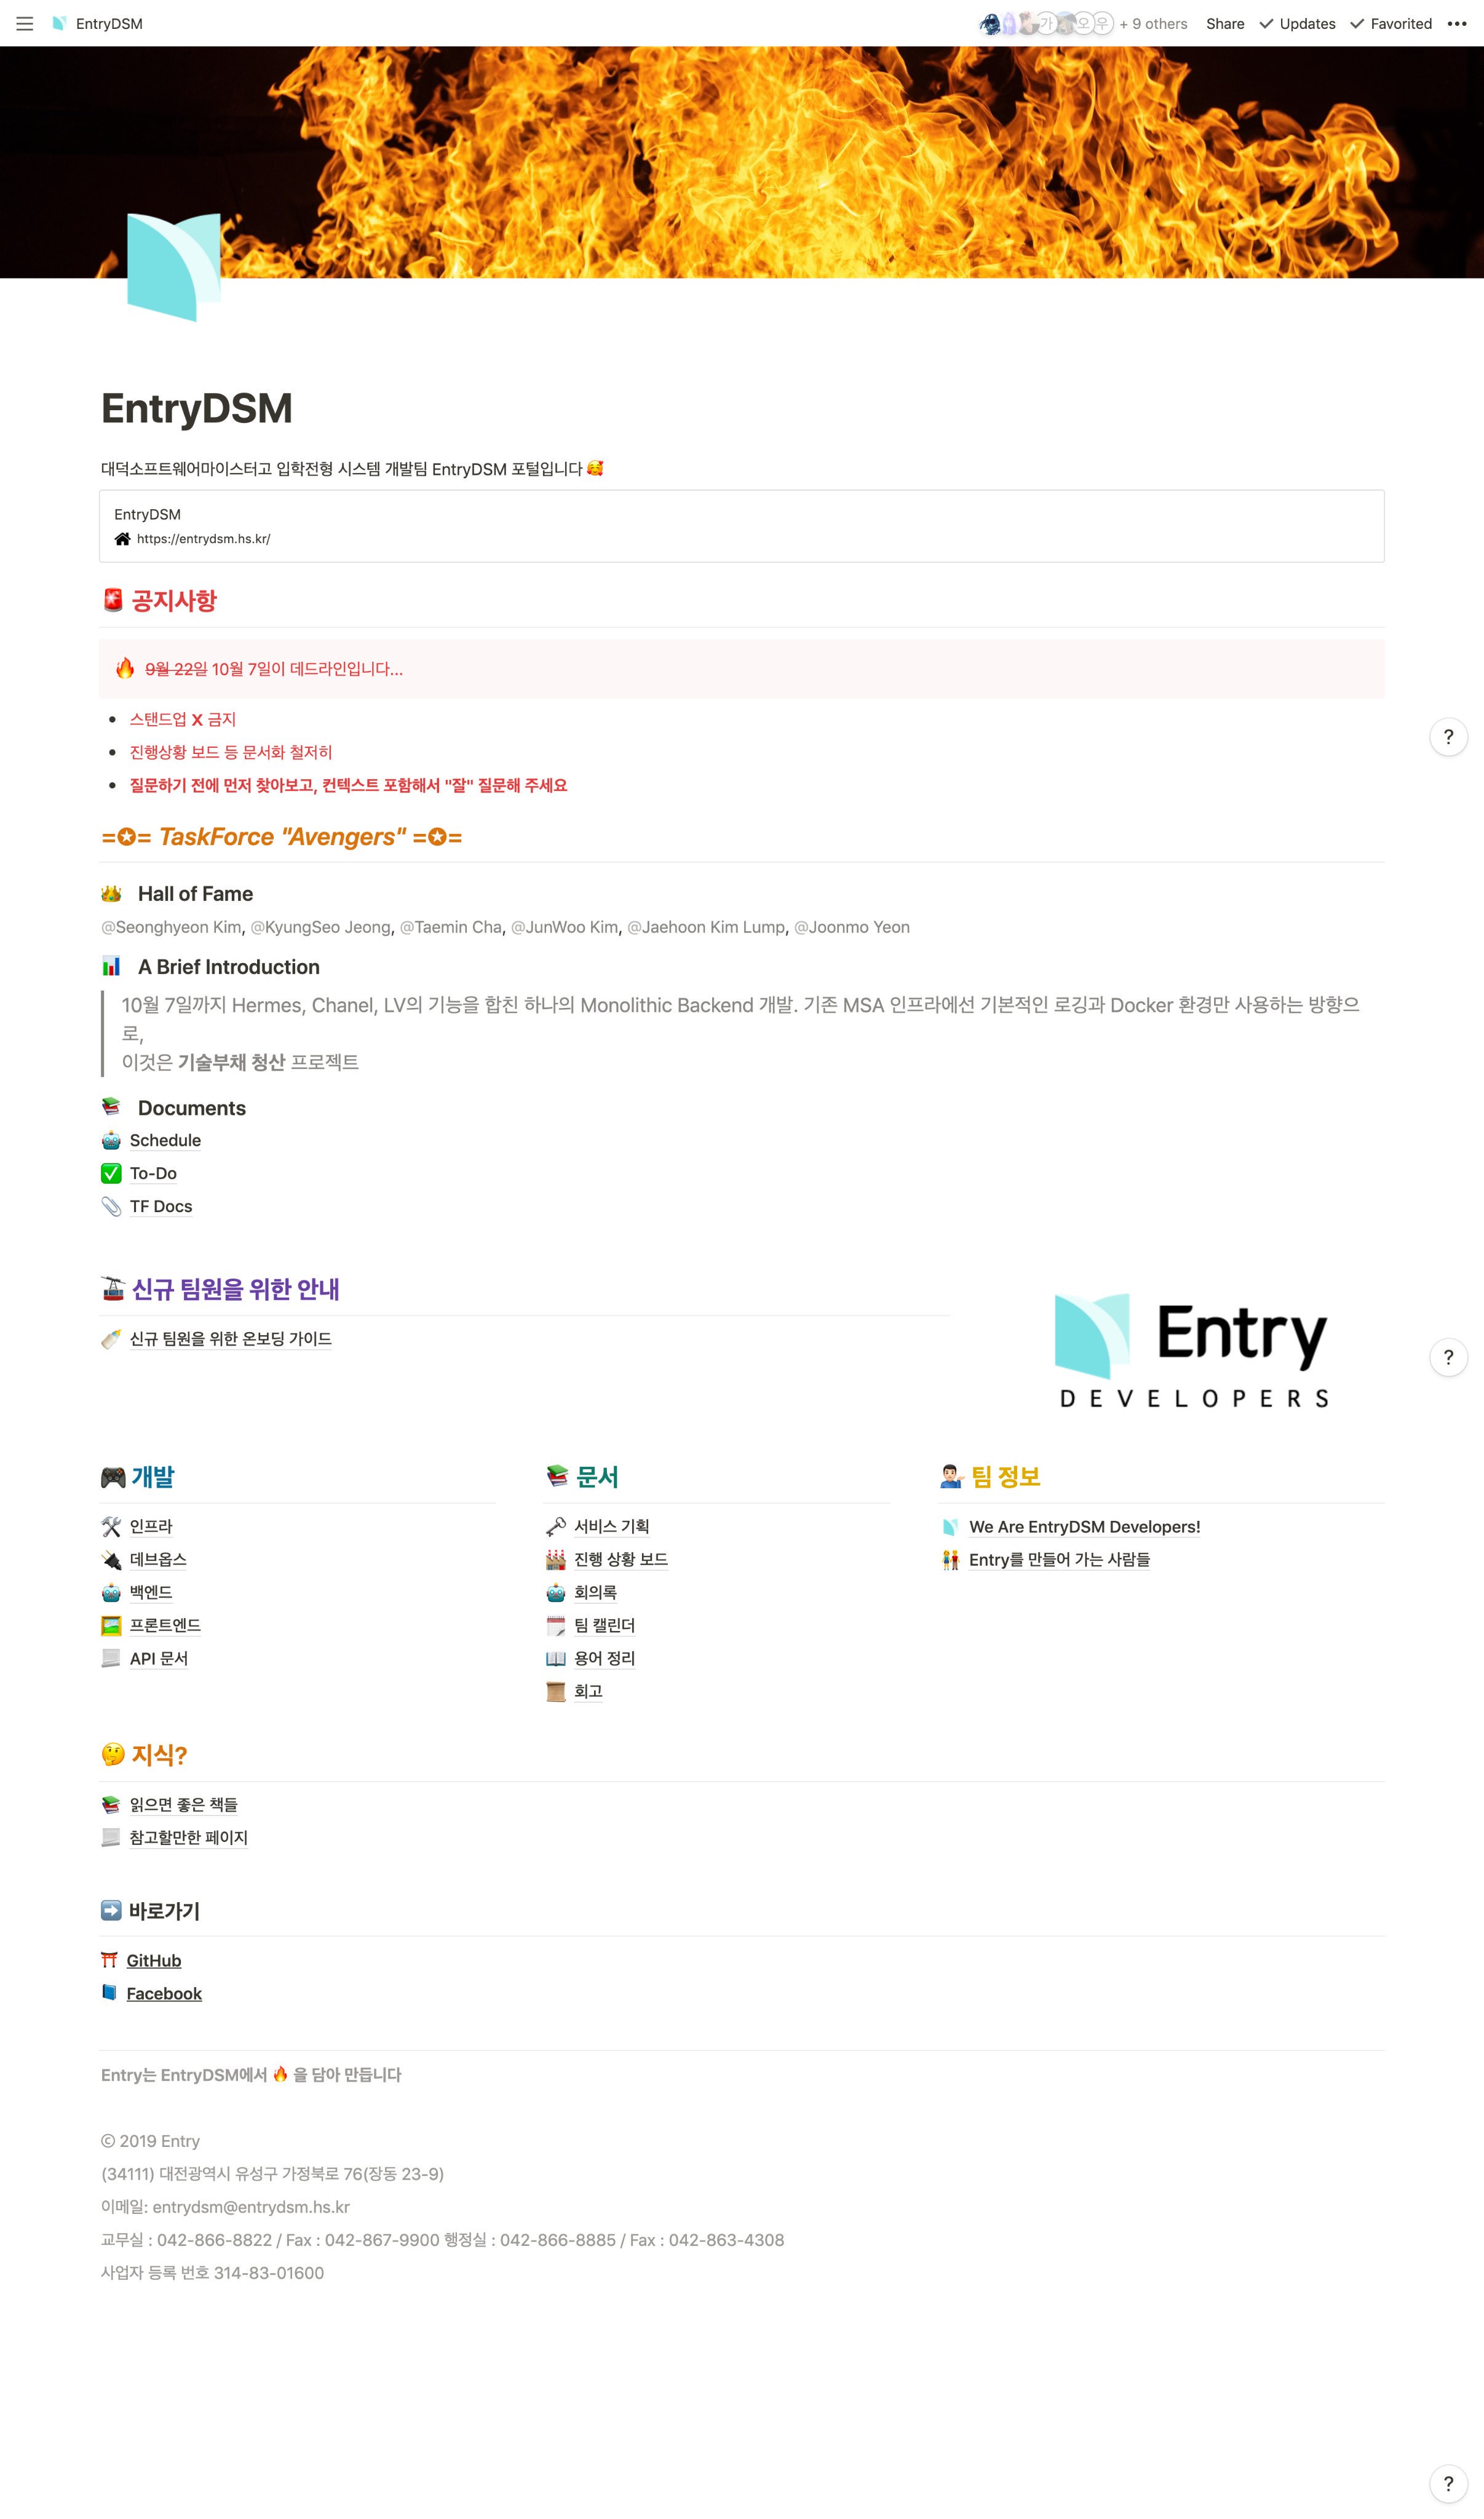 EntryDSM
가 오 우 + 9 others Share Updates Favorited
EntryDSM
대덕소프트웨어마이스터고 입학전형 시스템 개발팀 EntryDSM 포털입니다 🥰
EntryDSM
https://entrydsm.hs.kr/
🚨 공지사항
🔥 9월 22일 10월 7일이 데드라인입니다...
• 스탠드업 X 금지
• 진행상황 보드 등 문서화 철저히
• 질문하기 전에 먼저 찾아보고, 컨텍스트 포함해서 "잘" 질문해 주세요
=✪= TaskForce "Avengers" =✪=
Hall of Fame
@Seonghyeon Kim, @KyungSeo Jeong, @Taemin Cha, @JunWoo Kim, @Jaehoon Kim Lump, @Joonmo Yeon
📊 A Brief Introduction
10월 7일까지 Hermes, Chanel, LV의 기능을 합친 하나의 Monolithic Backend 개발. 기존 MSA 인프라에선 기본적인 로깅과 Docker 환경만 사용하는 방향으
로,
이것은 기술부채 청산 프로젝트
📚 Documents
🤖 Schedule
✅ To-Do
📎 TF Docs
🚡 신규 팀원을 위한 안내
🍼 신규 팀원을 위한 온보딩 가이드
Entry
DEVELOPERS
🎮 개발
🛠 인프라
🔌 데브옵스
🤖 백엔드
🖼 프론트엔드
API 문서
📚 문서
🗝 서비스 기획
🏭 진행 상황 보드
🤖 회의록
🗓 팀 캘린더
📖 용어 정리
📜 회고
💁🏻‍♂️ 팀 정보
We Are EntryDSM Developers!
Entry를 만들어 가는 사람들
🤔 지식?
📚 읽으면 좋은 책들
참고할만한 페이지
➡️ 바로가기
⛩ GitHub
📘 Facebook
Entry는 EntryDSM에서 🔥 을 담아 만듭니다
© 2019 Entry
(34111) 대전광역시 유성구 가정북로 76(장동 23-9)
이메일: entrydsm@entrydsm.hs.kr
교무실 : 042-866-8822 / Fax : 042-867-9900 행정실 : 042-866-8885 / Fax : 042-863-4308
사업자 등록 번호 314-83-01600
?
?
?